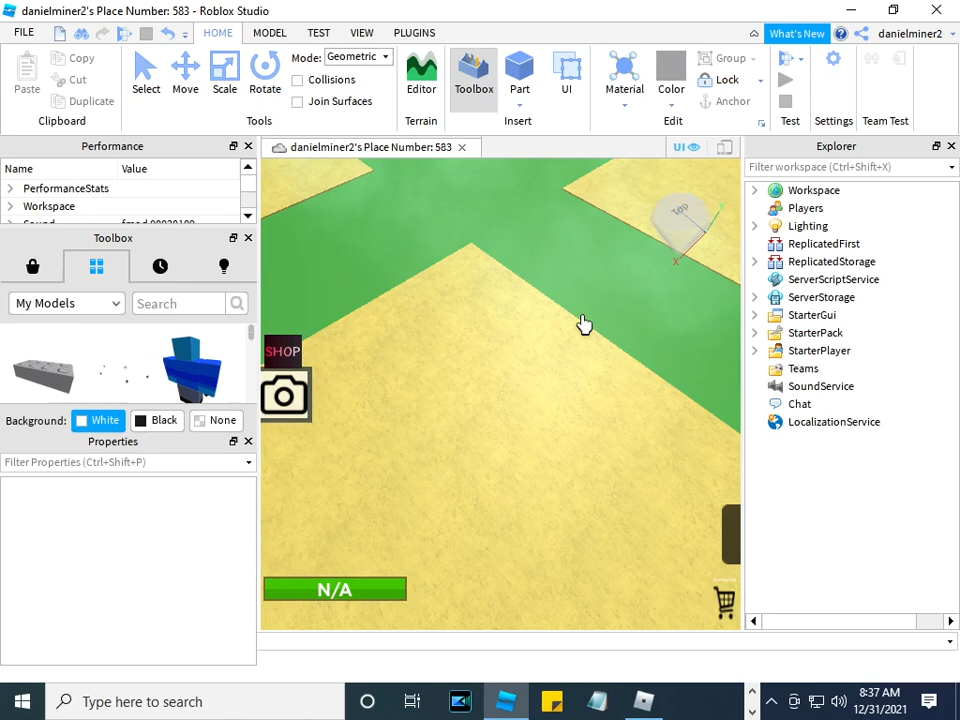 danielminer2's Place Number: 583 - Roblox Studio
FILE
HOME
MODEL
TEST
VIEW
PLUGINS
What's New
danielminer2
Paste
Copy
Cut
Duplicate
Clipboard
Select
Move
Scale
Rotate
Mode: Geometric
Collisions
Join Surfaces
Tools
Editor
Terrain
Toolbox
Part
UI
Insert
Material
Color
Group
Lock
Anchor
Edit
Test
Settings
Team Test
Performance
Name Value
PerformanceStats
Workspace
Toolbox
My Models
Search
Background: White Black None
Properties
Filter Properties (Ctrl+Shift+P)
danielminer2's Place Number: 583
UI
Top
X
Y
SHOP
N/A
Explorer
Filter workspace (Ctrl+Shift+X)
Workspace
Players
Lighting
ReplicatedFirst
ReplicatedStorage
ServerScriptService
ServerStorage
StarterGui
StarterPack
StarterPlayer
Teams
SoundService
Chat
LocalizationService
Type here to search
8:37 AM
12/31/2021